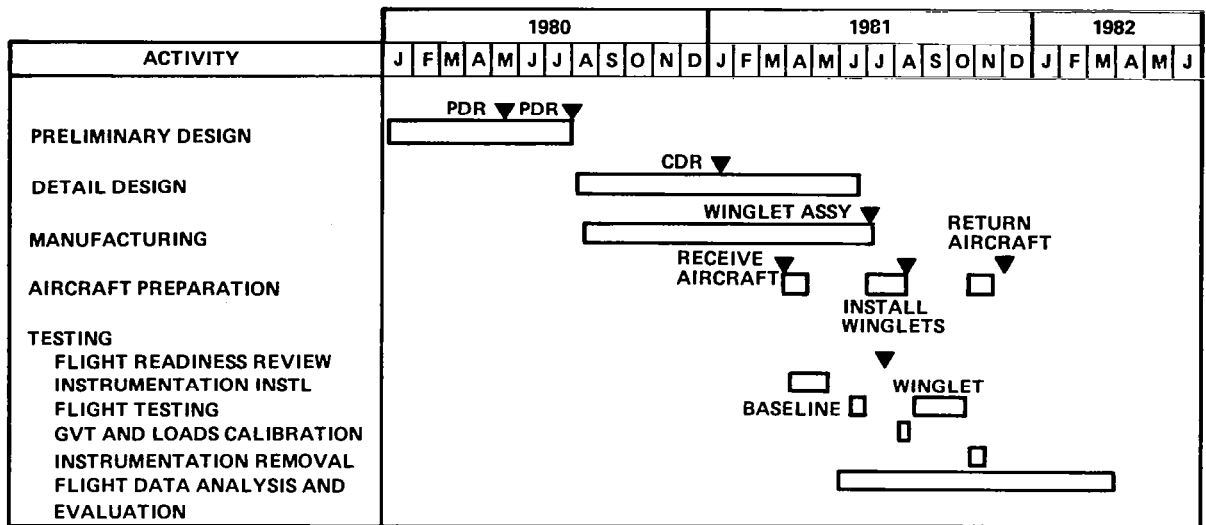 1980 1981 1982
ACTIVITY J F M A M J J A S O N D J F M A M J J A S O N D J F M A M J
PDR PDR
PRELIMINARY DESIGN
CDR
DETAIL DESIGN
WINGLET ASSY
MANUFACTURING
RETURN
AIRCRAFT
RECEIVE
AIRCRAFT
AIRCRAFT PREPARATION
INSTALL
WINGLETS
TESTING
FLIGHT READINESS REVIEW
INSTRUMENTATION INSTL
WINGLET
FLIGHT TESTING
BASELINE
GVT AND LOADS CALIBRATION
INSTRUMENTATION REMOVAL
FLIGHT DATA ANALYSIS AND
EVALUATION